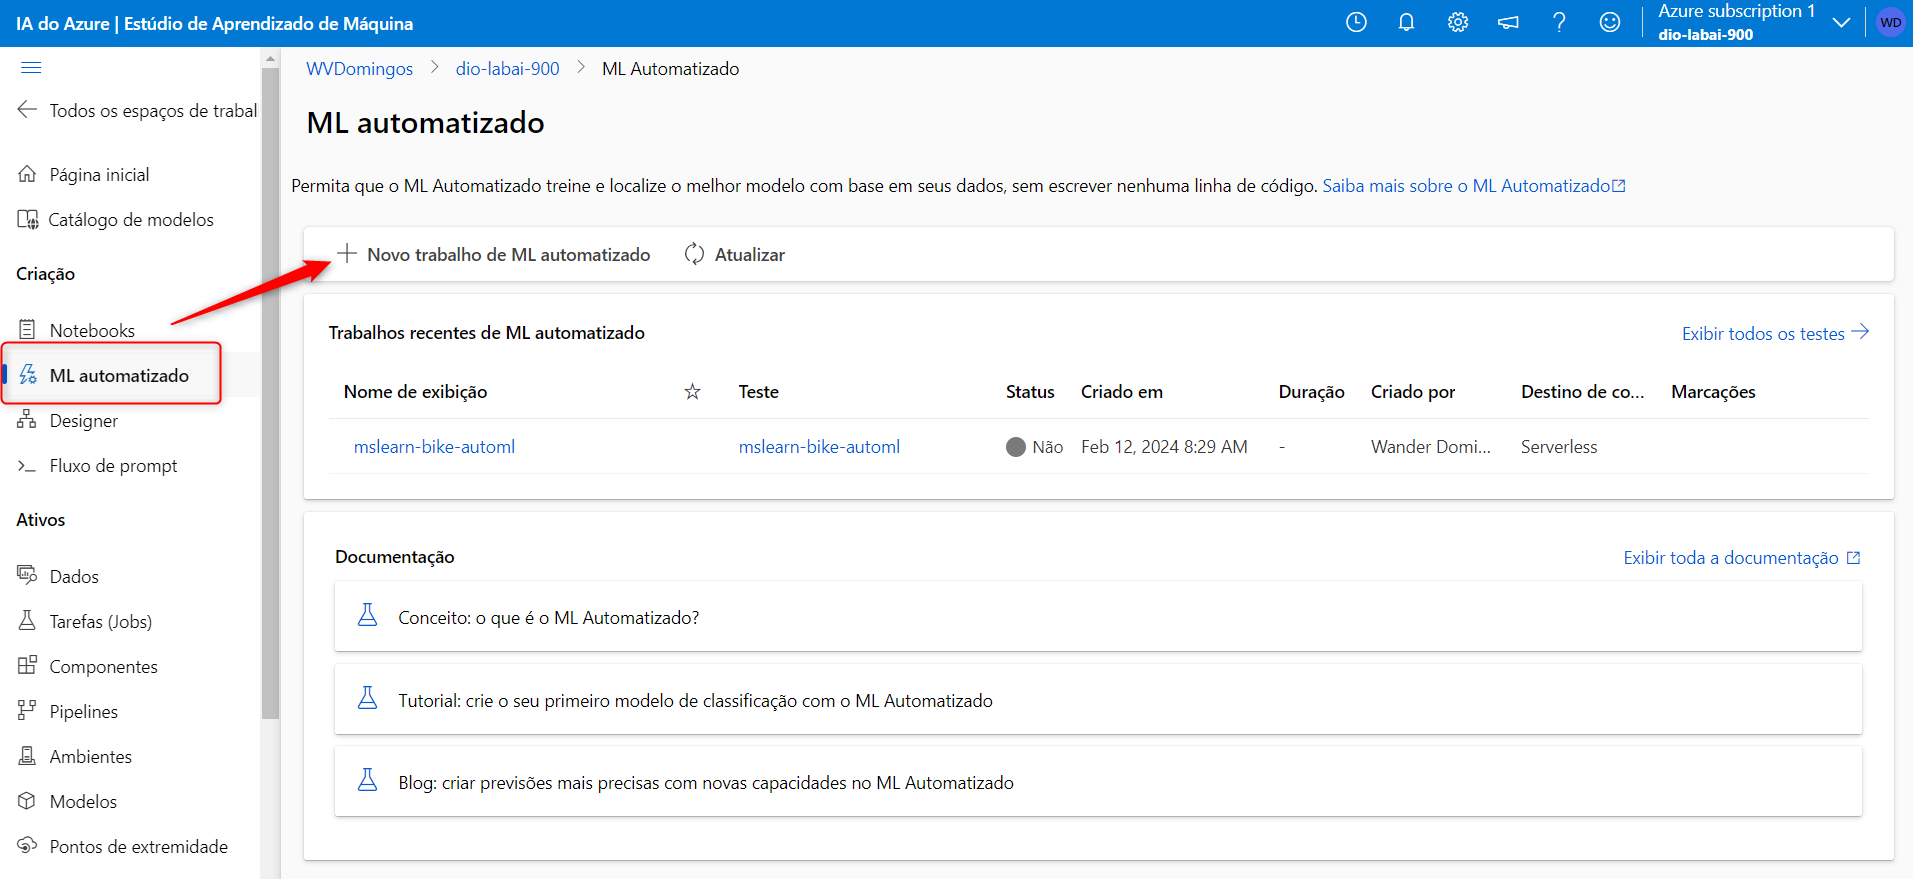 IA do Azure | Estúdio de Aprendizado de Máquina
Azure subscription 1
dio-labai-900
WD
Todos os espaços de trabal
Página inicial
Catálogo de modelos
Criação
Notebooks
ML automatizado
Designer
Fluxo de prompt
Ativos
Dados
Tarefas (Jobs)
Componentes
Pipelines
Ambientes
Modelos
Pontos de extremidade
WVDomingos > dio-labai-900 > ML Automatizado
ML automatizado
Permita que o ML Automatizado treine e localize o melhor modelo com base em seus dados, sem escrever nenhuma linha de código. Saiba mais sobre o ML Automatizado
Novo trabalho de ML automatizado Atualizar
Trabalhos recentes de ML automatizado Exibir todos os testes
Nome de exibição Teste Status Criado em Duração Criado por Destino de co... Marcações
mslearn-bike-automl mslearn-bike-automl Não Feb 12, 2024 8:29 AM - Wander Domi... Serverless
Documentação Exibir toda a documentação
Conceito: o que é o ML Automatizado?
Tutorial: crie o seu primeiro modelo de classificação com o ML Automatizado
Blog: criar previsões mais precisas com novas capacidades no ML Automatizado